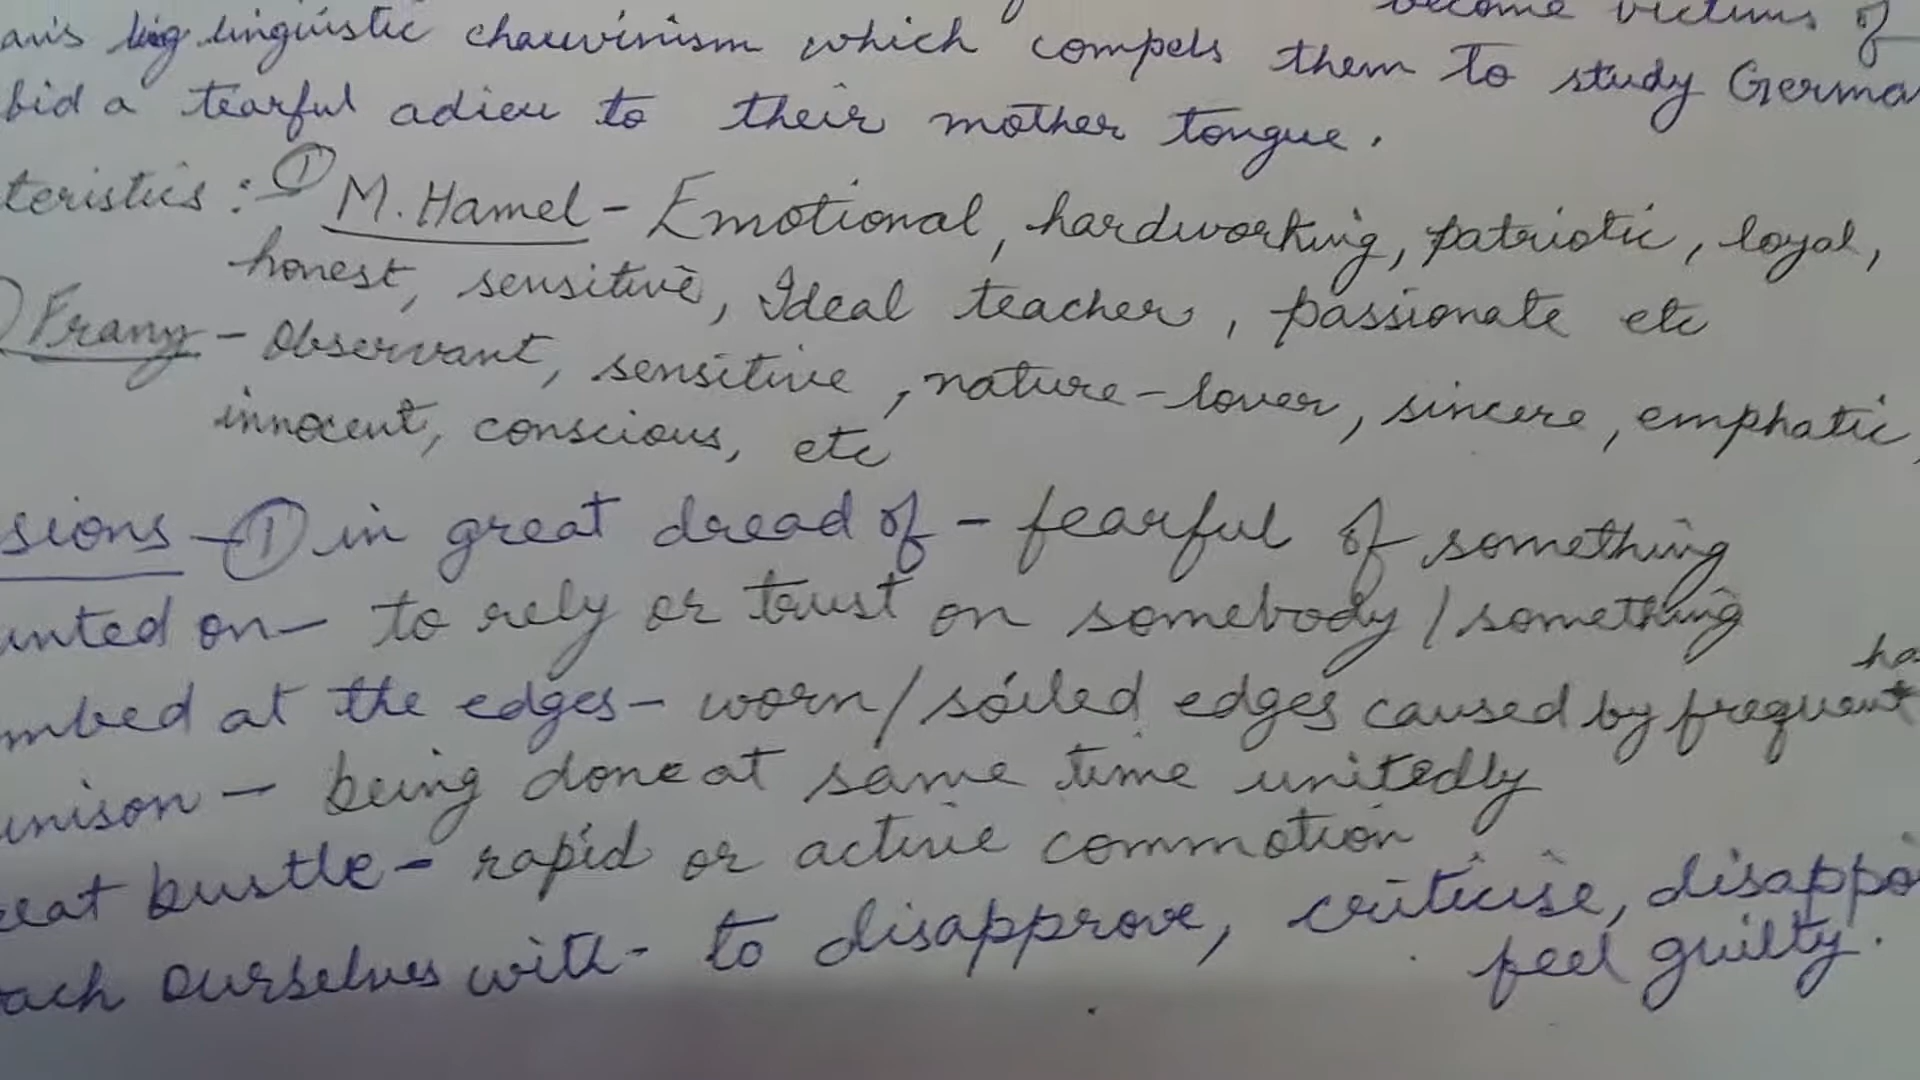 become victims of
linguistic chauvinism which compels them to study Germa
bid a tearful adieu to their mother tongue.
teristics :- ① M. Hamel - Emotional, hardworking, patriotic, loyal,
honest, sensitive, Ideal teacher, passionate etc
Franz - Observant, sensitive, nature-lover, sincere, emphatic,
innocent, conscious, etc
sions - ① in great dread of - fearful of something
unted on - to rely or trust on somebody / something
ha
mbed at the edges - worn / soiled edges caused by frequent
unison - being done at same time unitedly
reat bustle - rapid or active commotion
oach ourselves with - to disapprove, criticise, disappo
feel guilty.